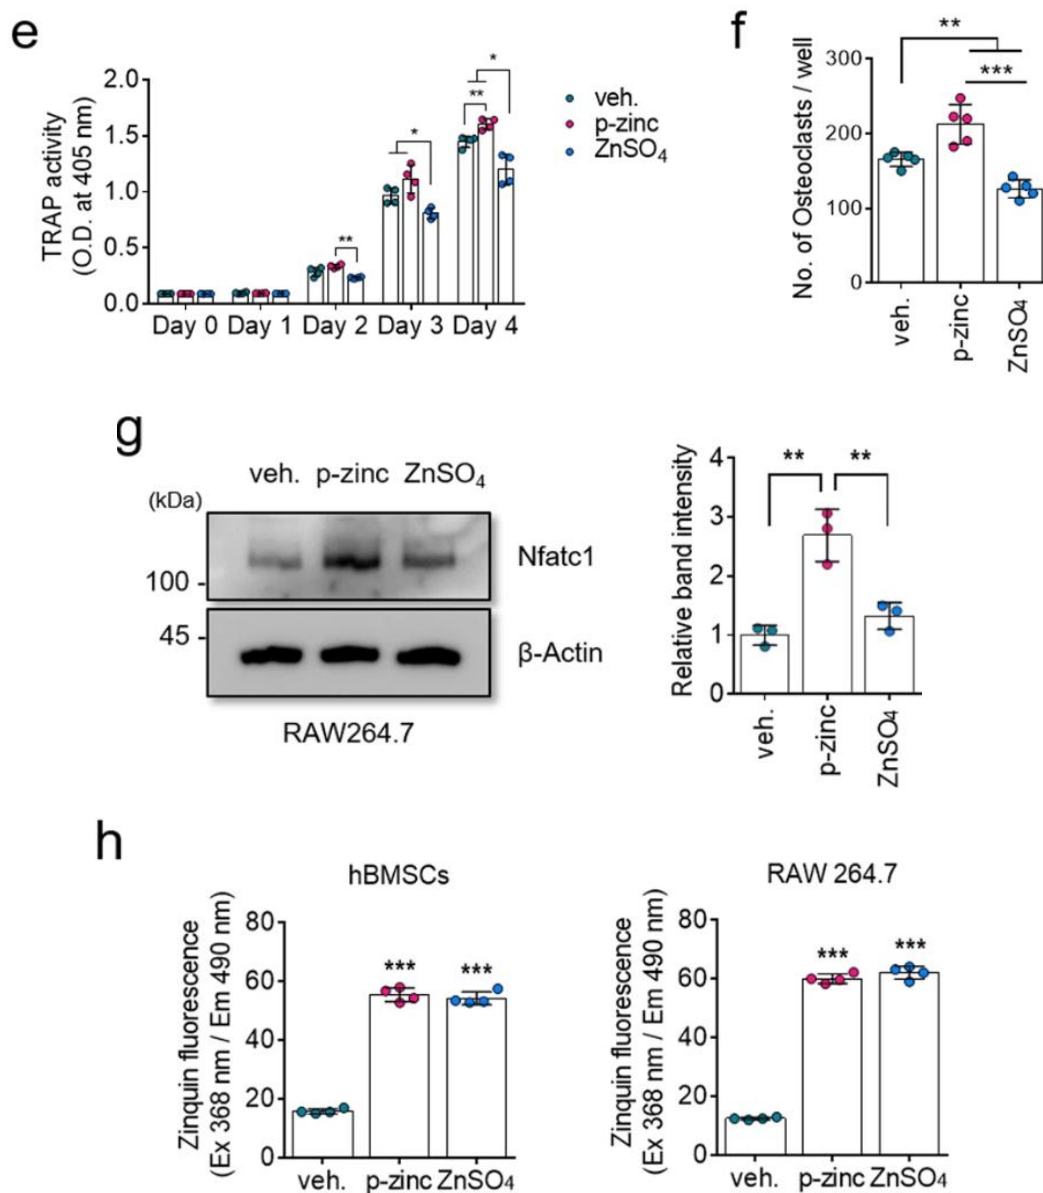 e
TRAP activity
(O.D. at 405 nm)
2.0
1.5
1.0
0.5
0.0
Day 0 Day 1 Day 2 Day 3 Day 4
** * * ** *
veh.
p-zinc
ZnSO4
f
No. of Osteoclasts / well
300
200
100
0
**
***
veh.
p-zinc
ZnSO4
g
veh. p-zinc ZnSO4
(kDa)
100
45
Nfatc1
β-Actin
RAW264.7
Relative band intensity
4
3
2
1
0
** **
veh.
p-zinc
ZnSO4
h
hBMSCs
Zinquin fluorescence
(Ex 368 nm / Em 490 nm)
80
60
40
20
0
*** ***
veh. p-zinc ZnSO4
RAW 264.7
Zinquin fluorescence
(Ex 368 nm / Em 490 nm)
80
60
40
20
0
*** ***
veh. p-zinc ZnSO4